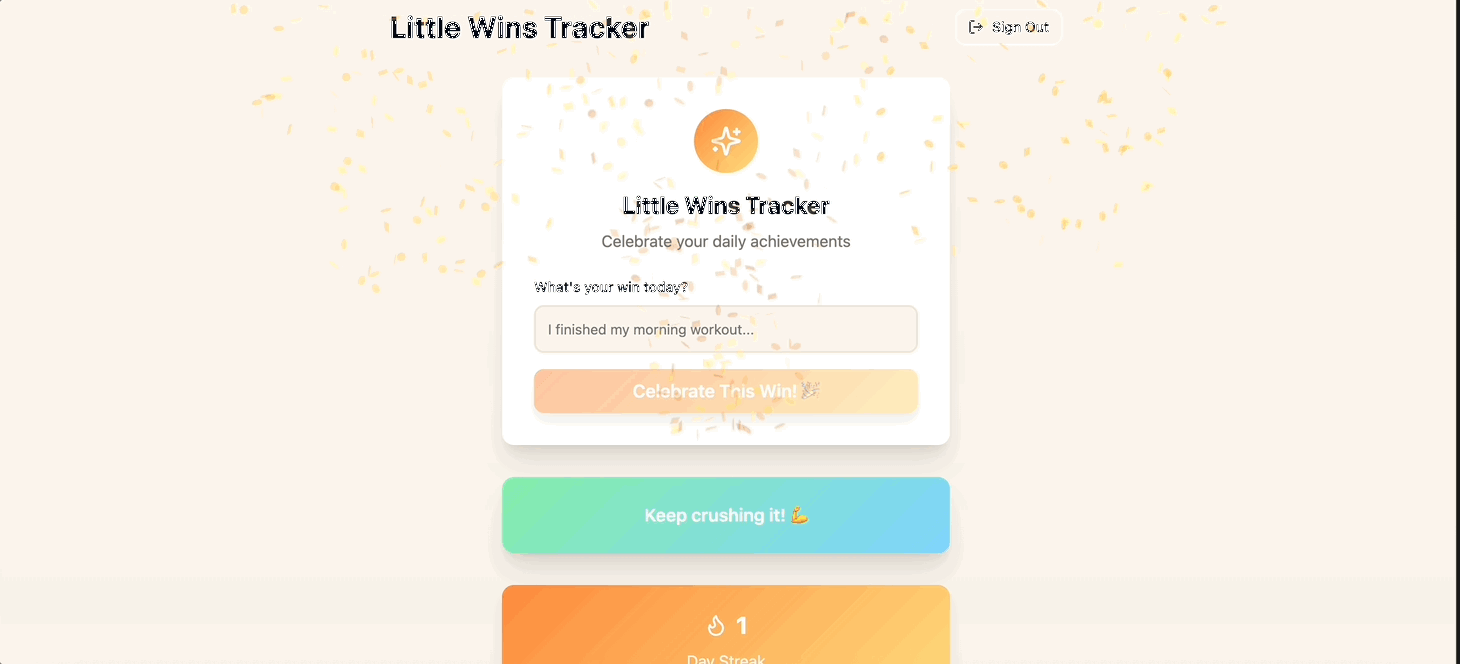 Little Wins Tracker
Sign Out
Little Wins Tracker
Celebrate your daily achievements
What's your win today?
I finished my morning workout...
Celebrate This Win! 🎉
Keep crushing it! 💪
1
Day Streak